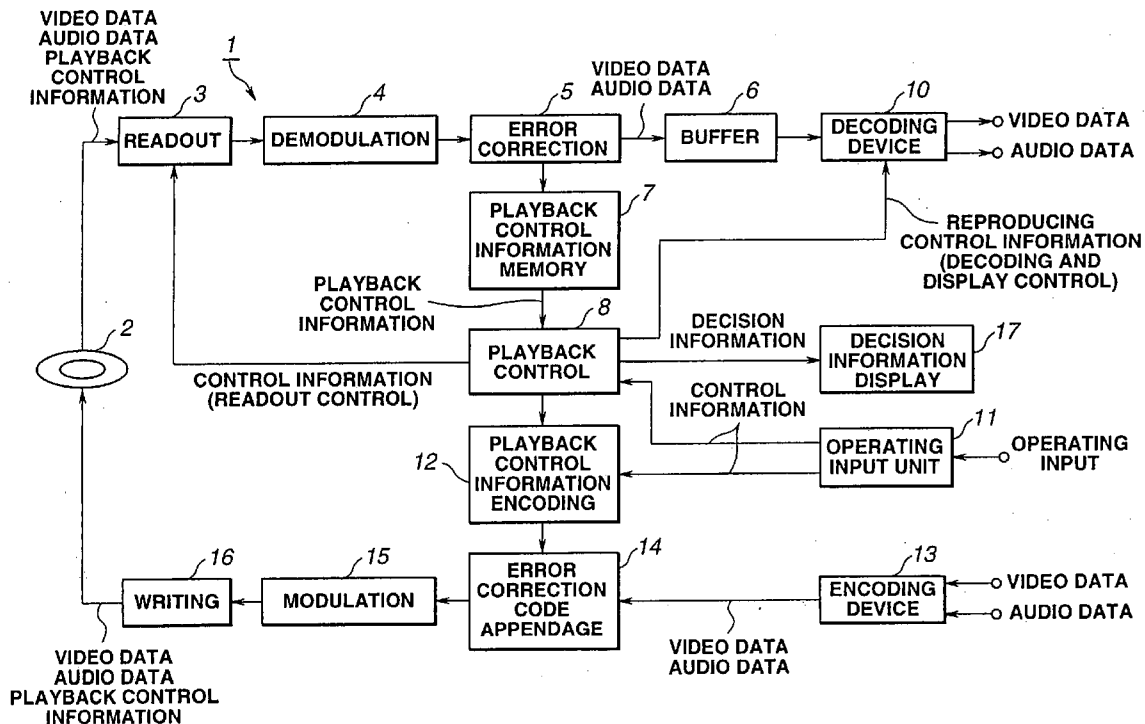 VIDEO DATA
AUDIO DATA
PLAYBACK
CONTROL
INFORMATION
1
3
READOUT
4
DEMODULATION
5
ERROR
CORRECTION
VIDEO DATA
AUDIO DATA
6
BUFFER
10
DECODING
DEVICE
VIDEO DATA
AUDIO DATA
7
PLAYBACK
CONTROL
INFORMATION
MEMORY
REPRODUCING
CONTROL INFORMATION
(DECODING AND
DISPLAY CONTROL)
PLAYBACK
CONTROL
INFORMATION
8
PLAYBACK
CONTROL
DECISION
INFORMATION
17
DECISION
INFORMATION
DISPLAY
2
CONTROL INFORMATION
(READOUT CONTROL)
CONTROL
INFORMATION
11
OPERATING
INPUT UNIT
OPERATING
INPUT
12
PLAYBACK
CONTROL
INFORMATION
ENCODING
16
WRITING
15
MODULATION
14
ERROR
CORRECTION
CODE
APPENDAGE
13
ENCODING
DEVICE
VIDEO DATA
AUDIO DATA
VIDEO DATA
AUDIO DATA
VIDEO DATA
AUDIO DATA
PLAYBACK CONTROL
INFORMATION